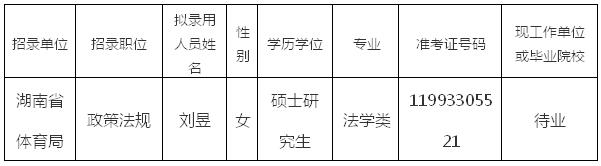 招录单位 招录职位 拟录用人员姓名 性别 学历学位 专业 准考证号码 现工作单位或毕业院校
湖南省体育局 政策法规 刘昱 女 硕士研究生 法学类 11993305521 待业